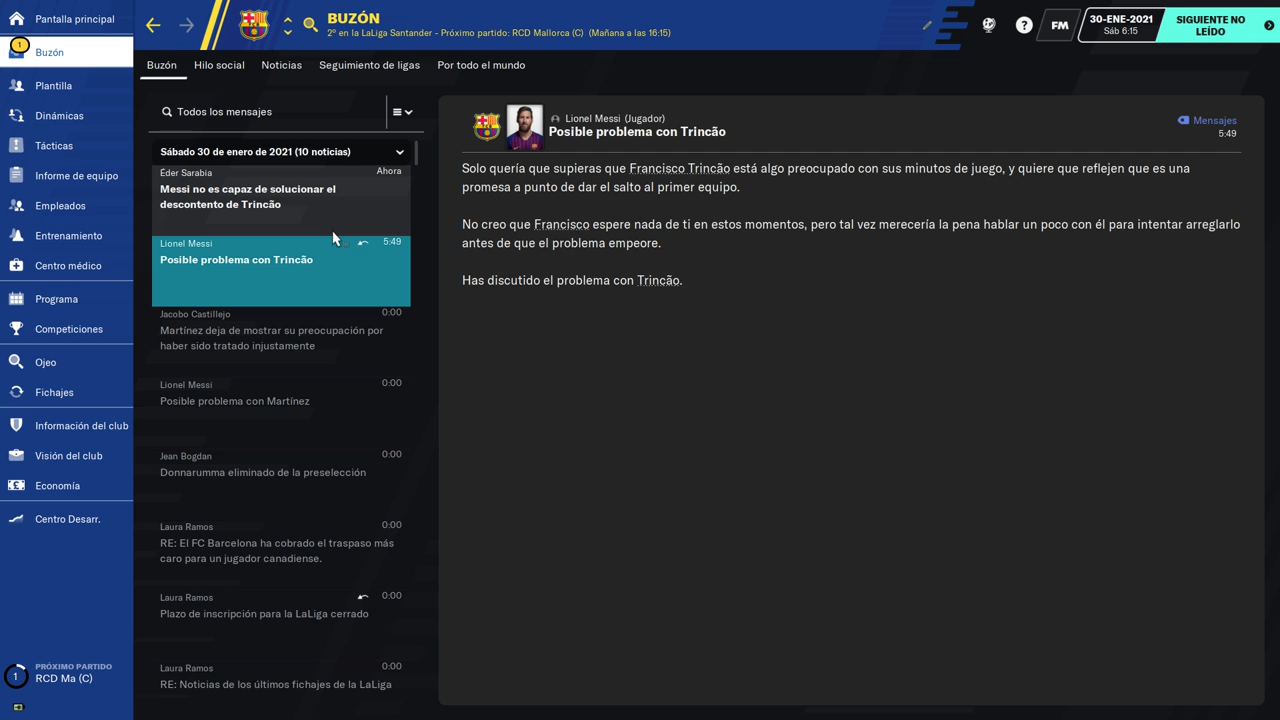 Pantalla principal
1
Buzón
Plantilla
Dinámicas
Tácticas
Informe de equipo
Empleados
Entrenamiento
Centro médico
Programa
Competiciones
Ojeo
Fichajes
Información del club
Visión del club
Economía
Centro Desarr.
1
PRÓXIMO PARTIDO
RCD Ma (C)
BUZÓN
2º en la LaLiga Santander - Próximo partido: RCD Mallorca (C) (Mañana a las 16:15)
?
FM
30-ENE-2021
Sáb 6:15
SIGUIENTE NO
LEÍDO
Buzón
Hilo social
Noticias
Seguimiento de ligas
Por todo el mundo
Todos los mensajes
Sábado 30 de enero de 2021 (10 noticias)
Éder Sarabia
Ahora
Messi no es capaz de solucionar el
descontento de Trincão
Lionel Messi
5:49
Posible problema con Trincão
Jacobo Castillejo
0:00
Martínez deja de mostrar su preocupación por
haber sido tratado injustamente
Lionel Messi
0:00
Posible problema con Martínez
Jean Bogdan
0:00
Donnarumma eliminado de la preselección
Laura Ramos
0:00
RE: El FC Barcelona ha cobrado el traspaso más
caro para un jugador canadiense.
Laura Ramos
0:00
Plazo de inscripción para la LaLiga cerrado
Laura Ramos
0:00
RE: Noticias de los últimos fichajes de la LaLiga
Lionel Messi (Jugador)
Posible problema con Trincão
Mensajes
5:49
Solo quería que supieras que Francisco Trincão está algo preocupado con sus minutos de juego, y quiere que reflejen que es una
promesa a punto de dar el salto al primer equipo.
No creo que Francisco espere nada de ti en estos momentos, pero tal vez merecería la pena hablar un poco con él para intentar arreglarlo
antes de que el problema empeore.
Has discutido el problema con Trincão.